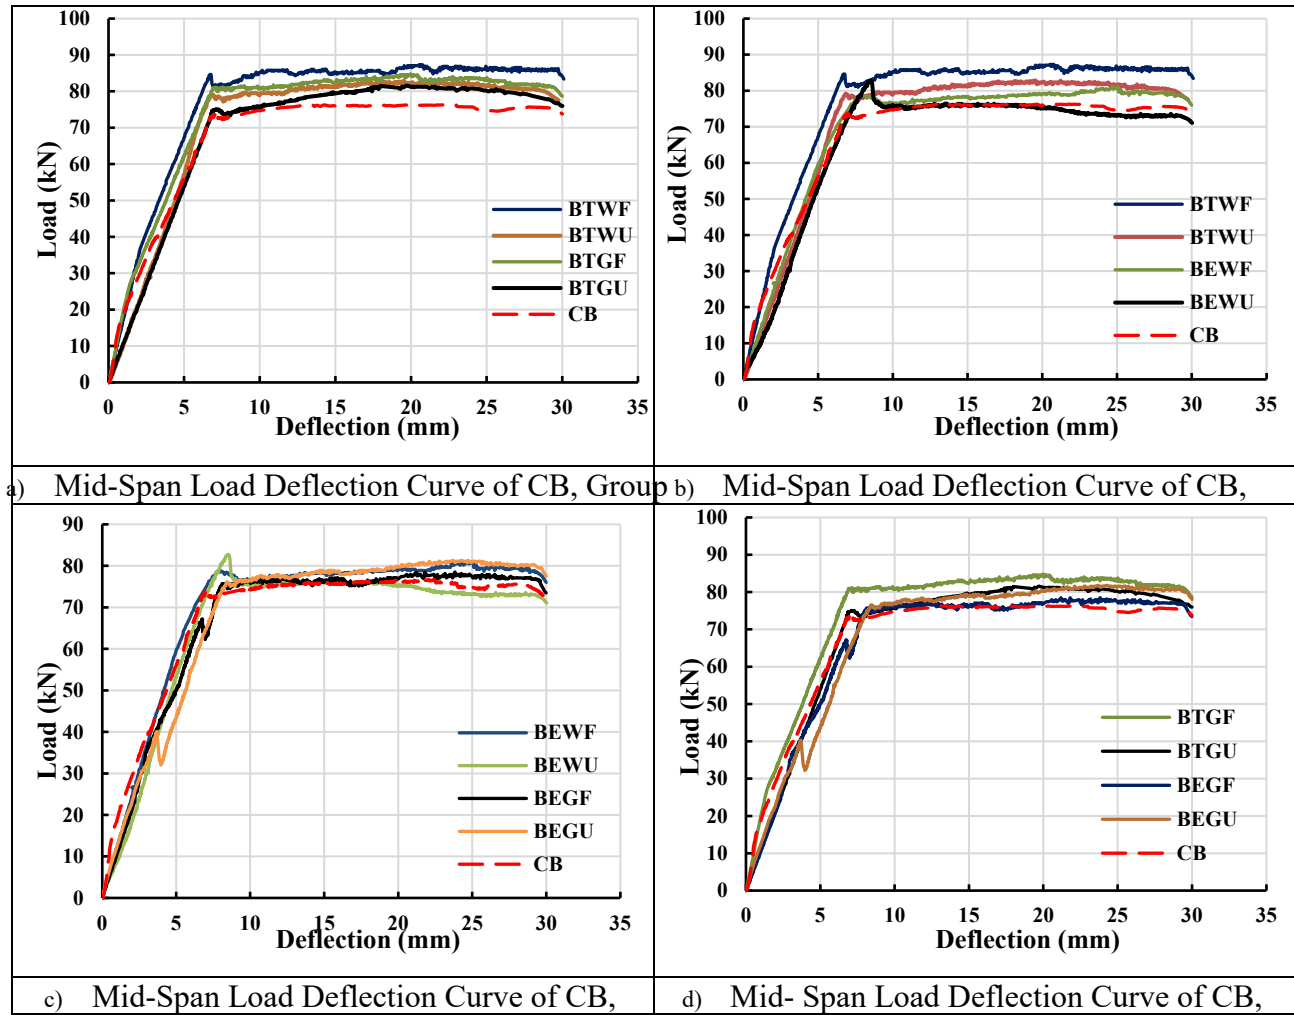 100
90
80
70
60
50
40
30
20
10
0
Load (kN)
BTWF
BTWU
BTGF
BTGU
CB
0 5 10 15 20 25 30 35
Deflection (mm)
100
90
80
70
60
50
40
30
20
10
0
Load (kN)
BTWF
BTWU
BEWF
BEWU
CB
0 5 10 15 20 25 30 35
Deflection (mm)
a) Mid-Span Load Deflection Curve of CB, Group
b) Mid-Span Load Deflection Curve of CB,
90
80
70
60
50
40
30
20
10
0
Load (kN)
BEWF
BEWU
BEGF
BEGU
CB
0 5 10 15 20 25 30 35
Deflection (mm)
100
90
80
70
60
50
40
30
20
10
0
Load (kN)
BTGF
BTGU
BEGF
BEGU
CB
0 5 10 15 20 25 30 35
Deflection (mm)
c) Mid-Span Load Deflection Curve of CB,
d) Mid- Span Load Deflection Curve of CB,